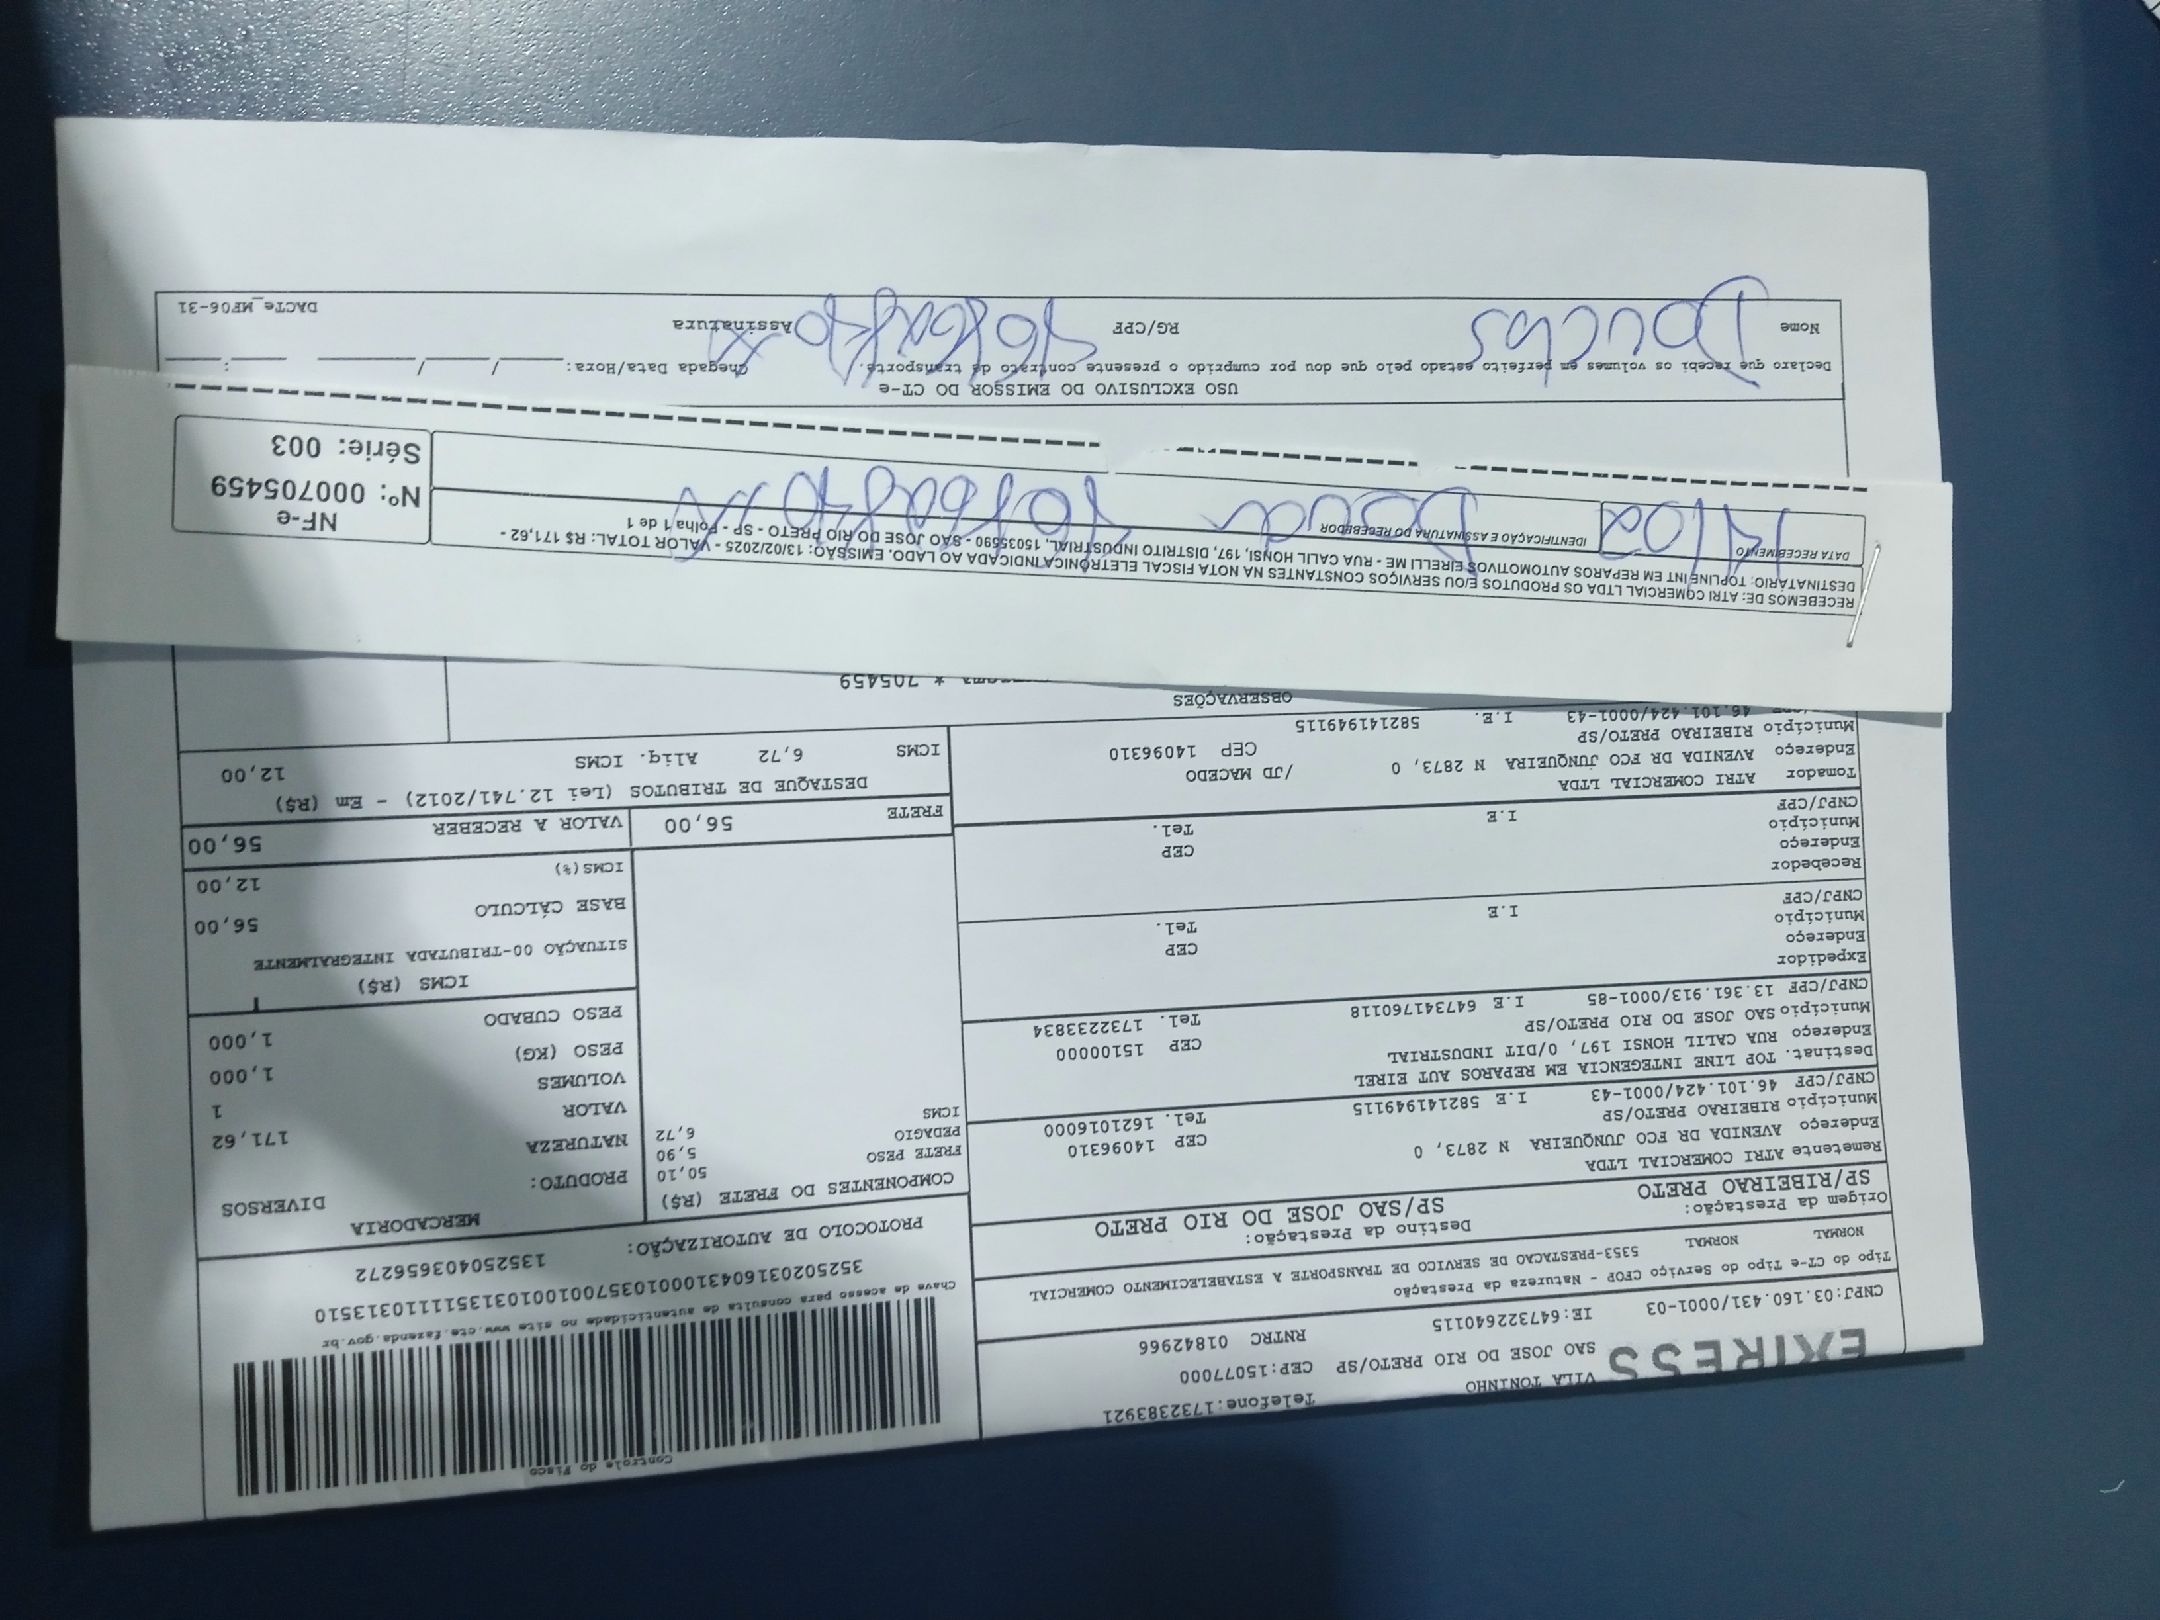 Controle do Fisco
VILA TONINHO Telefone:1732383921
SAO JOSE DO RIO PRETO/SP CEP:15077000
CNPJ:03.160.431/0001-03 IE:647322640115 RNTRC 01842966
Chave de acesso para consulta de autenticidade no site www.cte.fazenda.gov.br
Tipo do CT-e Tipo do Serviço CFOP - Natureza da Prestação
NORMAL NORMAL 5353-PRESTACAO DE SERVICO DE TRANSPORTE A ESTABELECIMENTO COMERCIAL
PROTOCOLO DE AUTORIZAÇÃO: 135250403656272
Origem da Prestação: Destino da Prestação:
SP/RIBEIRAO PRETO SP/SAO JOSE DO RIO PRETO
Remetente ATRI COMERCIAL LTDA
Endereço AVENIDA DR FCO JUNQUEIRA N 2873, 0 CEP 14096310
Município RIBEIRAO PRETO/SP Tel. 1621016000
CNPJ/CPF 46.101.424/0001-43 I.E 582141949115
Destinat. TOP LINE INTEGENCIA EM REPAROS AUT EIREL
Endereço RUA CALIL HONSI 197, 0/DIT INDUSTRIAL CEP 15100000
Município SAO JOSE DO RIO PRETO/SP Tel. 1732233834
CNPJ/CPF 13.361.913/0001-85 I.E 647341760118
Expedidor
Endereço CEP
Município Tel.
CNPJ/CPF I.E
Recebedor
Endereço CEP
Município Tel.
CNPJ/CPF I.E
Tomador ATRI COMERCIAL LTDA
Endereço AVENIDA DR FCO JUNQUEIRA N 2873, 0 /JD MACEDO
Município RIBEIRAO PRETO/SP CEP 14096310
46.101.424/0001-43 I.E. 582141949115
COMPONENTES DO FRETE (R$)
50,10
FRETE PESO 5,90
PEDAGIO 6,72
ICMS
MERCADORIA
PRODUTO: DIVERSOS
NATUREZA 171,62
VALOR 1
VOLUMES 1,000
PESO (KG) 1,000
PESO CUBADO
ICMS (R$)
SITUAÇÃO 00-TRIBUTADA INTEGRALMENTE
BASE CÁLCULO 56,00
ICMS(%) 12,00
FRETE 56,00 VALOR A RECEBER 56,00
DESTAQUE DE TRIBUTOS (Lei 12.741/2012) - Em (R$)
ICMS 6,72 Aliq. ICMS 12,00
OBSERVAÇÕES
* 705459
RECEBEMOS DE: ATRI COMERCIAL LTDA OS PRODUTOS E/OU SERVIÇOS CONSTANTES NA NOTA FISCAL ELETRÔNICA INDICADA AO LADO. EMISSÃO: 13/02/2025 - VALOR TOTAL: R$ 171,62 -
DESTINATÁRIO: TOPLINE INT EM REPAROS AUTOMOTIVOS EIRELLI ME - RUA CALIL HONSI, 197, DISTRITO INDUSTRIAL, 15035590 - SAO JOSE DO RIO PRETO - SP - Folha 1 de 1
DATA RECEBIMENTO IDENTIFICAÇÃO E ASSINATURA DO RECEBEDOR
14/02
NF-e
Nº: 000705459
Série: 003
USO EXCLUSIVO DO EMISSOR DO CT-e
Declaro que recebi os volumes em perfeito estado pelo que dou por cumprido o presente contrato de transporte. Chegada Data/Hora: ____/____/____ ____:____
Nome RG/CPF Assinatura
DACTe_MF06-31